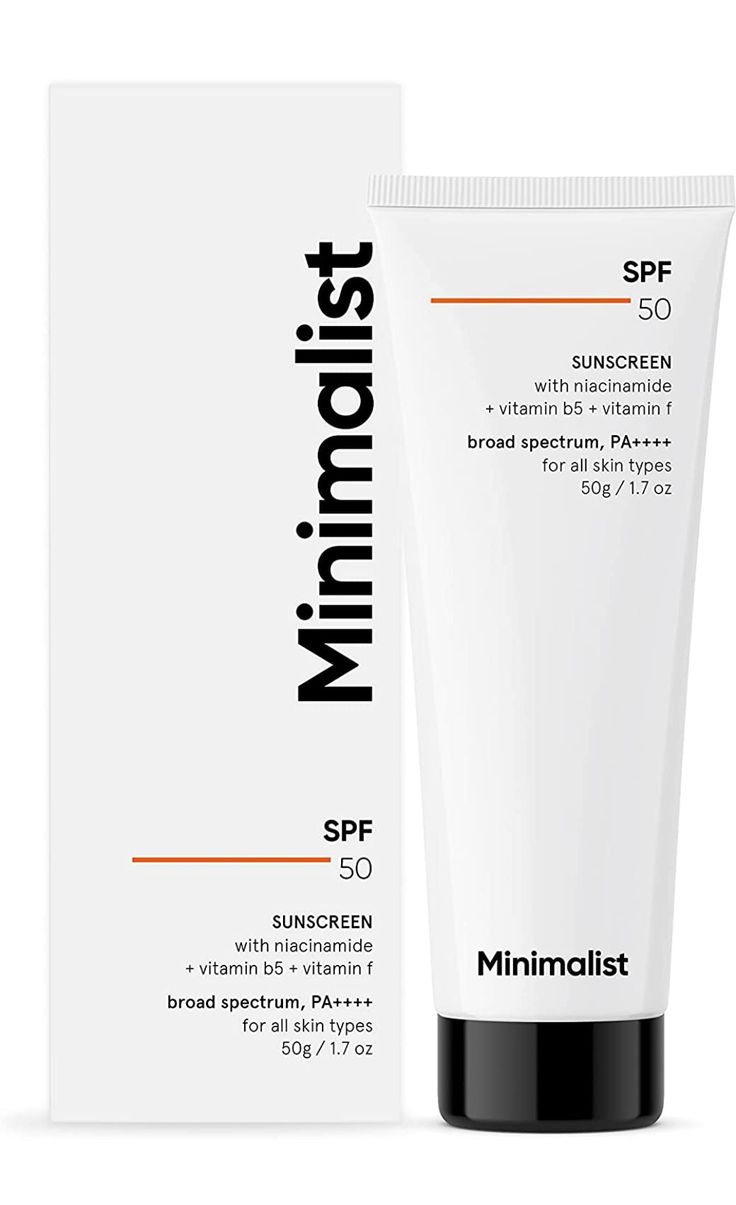 Minimalist
SPF
50
SUNSCREEN
with niacinamide
+ vitamin b5 + vitamin f
broad spectrum, PA++++
for all skin types
50g / 1.7 oz
SPF
50
SUNSCREEN
with niacinamide
+ vitamin b5 + vitamin f
broad spectrum, PA++++
for all skin types
50g / 1.7 oz
Minimalist